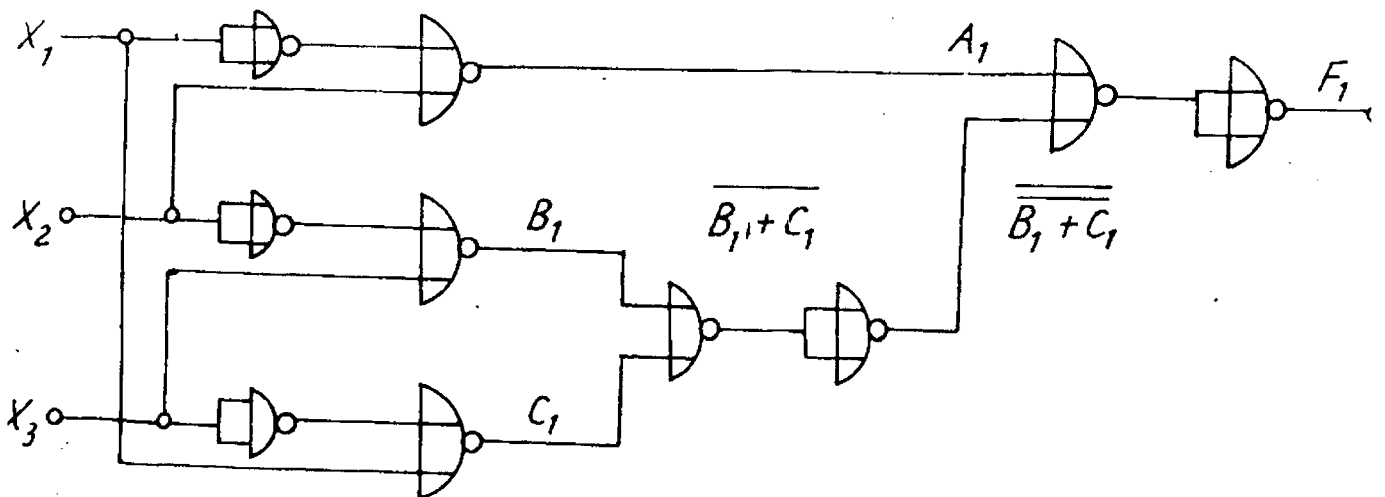 X₁
A₁
F₁
X₂
B₁
B₁ + C₁
B₁ + C₁
X₃
C₁